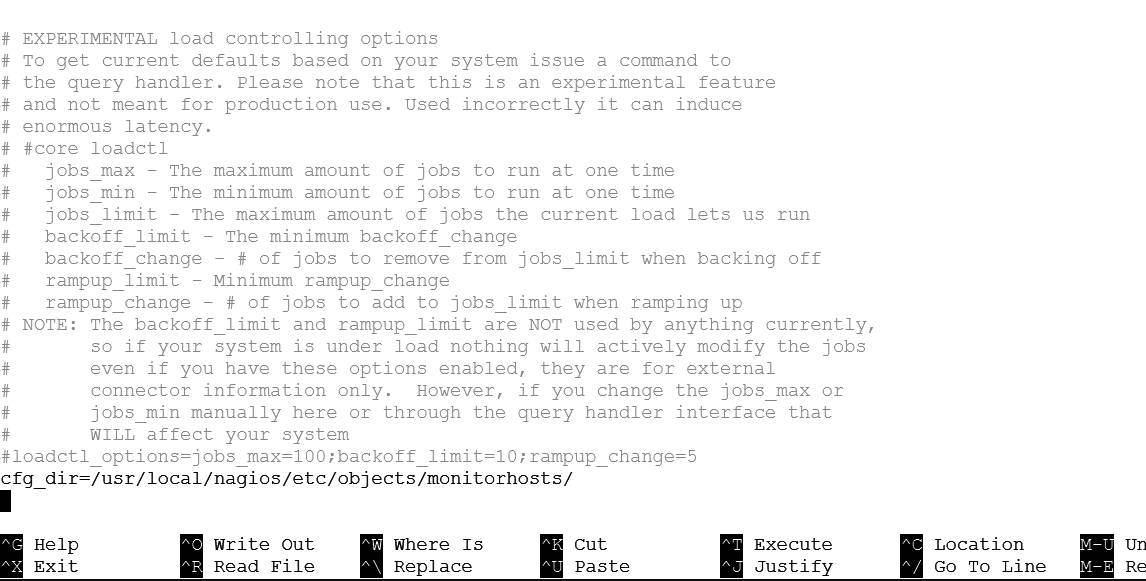 # EXPERIMENTAL load controlling options
# To get current defaults based on your system issue a command to
# the query handler. Please note that this is an experimental feature
# and not meant for production use. Used incorrectly it can induce
# enormous latency.
# #core loadctl
#   jobs_max - The maximum amount of jobs to run at one time
#   jobs_min - The minimum amount of jobs to run at one time
#   jobs_limit - The maximum amount of jobs the current load lets us run
#   backoff_limit - The minimum backoff_change
#   backoff_change - # of jobs to remove from jobs_limit when backing off
#   rampup_limit - Minimum rampup_change
#   rampup_change - # of jobs to add to jobs_limit when ramping up
# NOTE: The backoff_limit and rampup_limit are NOT used by anything currently,
#       so if your system is under load nothing will actively modify the jobs
#       even if you have these options enabled, they are for external
#       connector information only.  However, if you change the jobs_max or
#       jobs_min manually here or through the query handler interface that
#       WILL affect your system
#loadctl_options=jobs_max=100;backoff_limit=10;rampup_change=5
cfg_dir=/usr/local/nagios/etc/objects/monitorhosts/
^G Help ^O Write Out ^W Where Is ^K Cut ^T Execute ^C Location M-U Un
^X Exit ^R Read File ^\ Replace ^U Paste ^J Justify ^/ Go To Line M-E Re